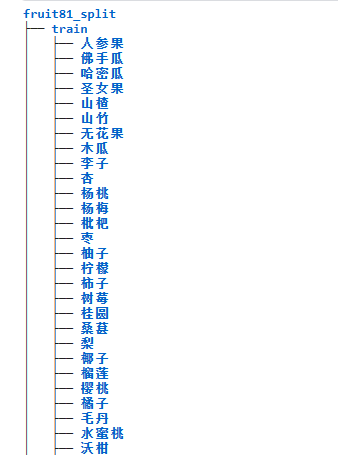 fruit81_split
├── train
├── 人参果
├── 佛手瓜
├── 哈密瓜
├── 圣女果
├── 山楂
├── 山竹
├── 无花果
├── 木瓜
├── 李子
├── 杏
├── 杨桃
├── 杨梅
├── 枇杷
├── 枣
├── 柚子
├── 柠檬
├── 柿子
├── 树莓
├── 桂圆
├── 桑葚
├── 梨
├── 椰子
├── 榴莲
├── 樱桃
├── 橘子
├── 毛丹
├── 水蜜桃
├── 沃柑